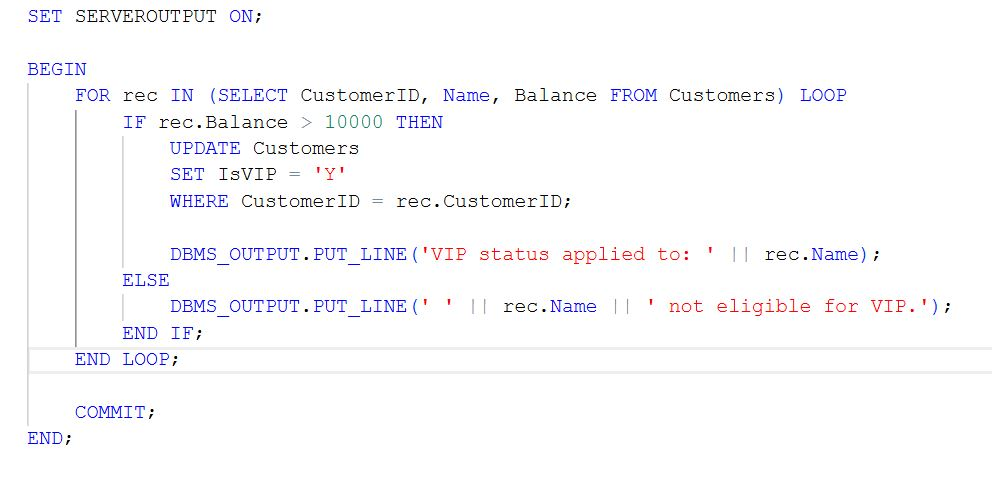 SET SERVEROUTPUT ON;
BEGIN
FOR rec IN (SELECT CustomerID, Name, Balance FROM Customers) LOOP
IF rec.Balance > 10000 THEN
UPDATE Customers
SET IsVIP = 'Y'
WHERE CustomerID = rec.CustomerID;
DBMS_OUTPUT.PUT_LINE('VIP status applied to: ' || rec.Name);
ELSE
DBMS_OUTPUT.PUT_LINE(' ' || rec.Name || ' not eligible for VIP.');
END IF;
END LOOP;
COMMIT;
END;